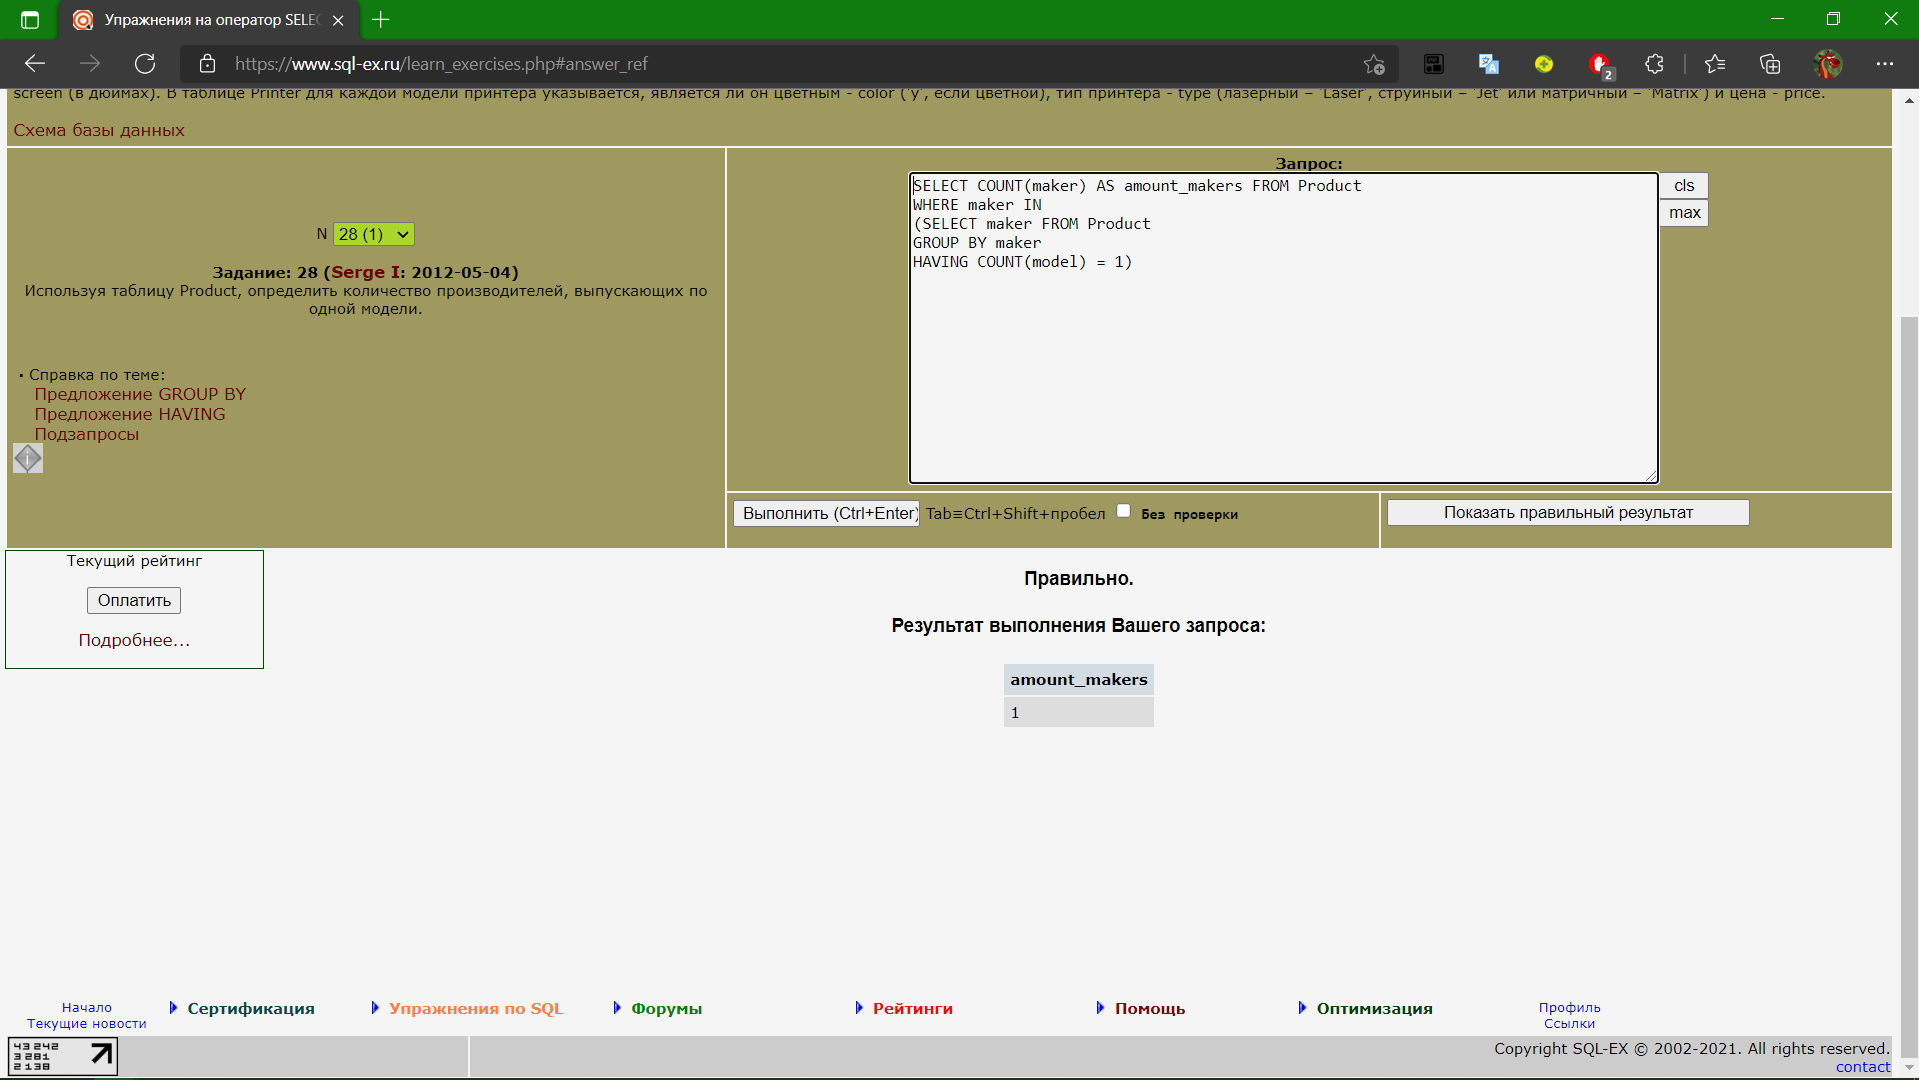 Упражнения на оператор SELEC
https://www.sql-ex.ru/learn_exercises.php#answer_ref
2
screen (в дюймах). В таблице Printer для каждой модели принтера указывается, является ли он цветным - color ('y', если цветной), тип принтера - type (лазерный – 'Laser', струйный – 'Jet' или матричный – 'Matrix') и цена - price.
Схема базы данных
N 28 (1)
Задание: 28 (Serge I: 2012-05-04)
Используя таблицу Product, определить количество производителей, выпускающих по
одной модели.
• Справка по теме:
Предложение GROUP BY
Предложение HAVING
Подзапросы
Запрос:
SELECT COUNT(maker) AS amount_makers FROM Product
WHERE maker IN
(SELECT maker FROM Product
GROUP BY maker
HAVING COUNT(model) = 1)
cls
max
Выполнить (Ctrl+Enter) Tab≡Ctrl+Shift+пробел Без проверки
Показать правильный результат
Текущий рейтинг
Оплатить
Подробнее...
Правильно.
Результат выполнения Вашего запроса:
amount_makers
1
Начало
Текущие новости
Сертификация
Упражнения по SQL
Форумы
Рейтинги
Помощь
Оптимизация
Профиль
Ссылки
43 242
3 281
2 138
Copyright SQL-EX © 2002-2021. All rights reserved.
contact